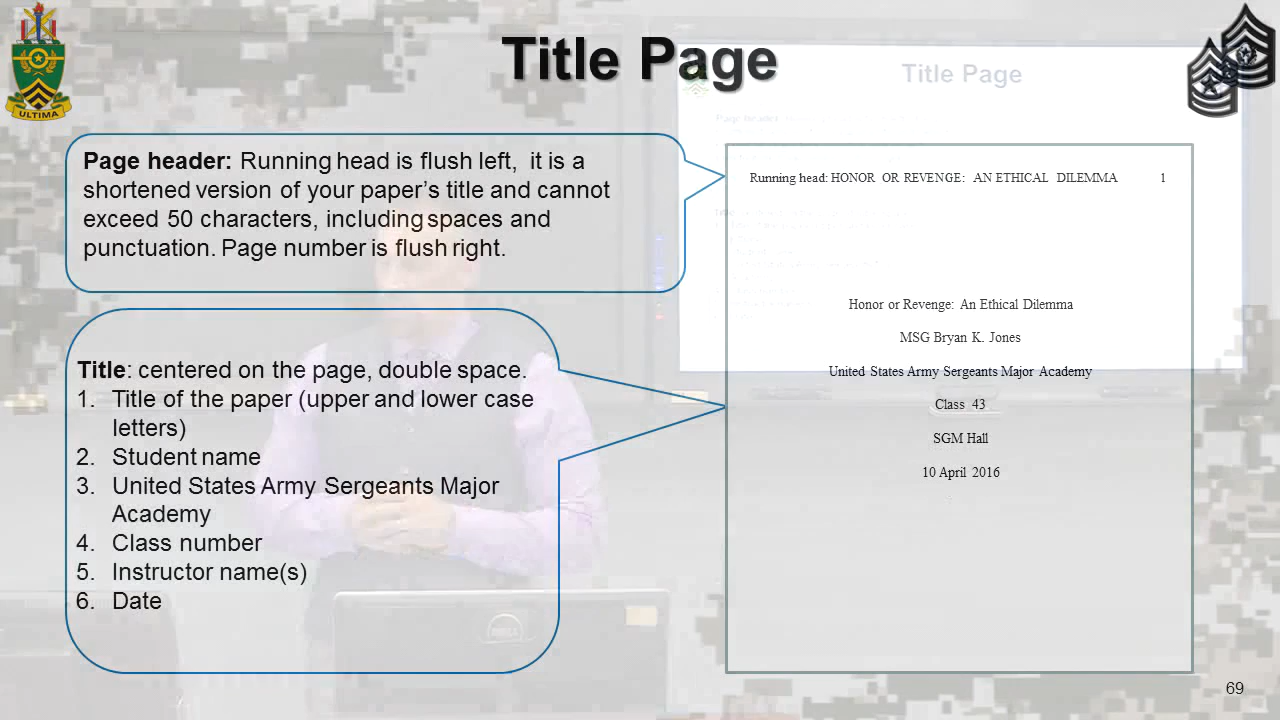 Title Page
Title Page
ULTIMA
Page header: Running head is flush left, it is a
shortened version of your paper’s title and cannot
exceed 50 characters, including spaces and
punctuation. Page number is flush right.
Running head: HONOR OR REVENGE: AN ETHICAL DILEMMA 1
Honor or Revenge: An Ethical Dilemma
MSG Bryan K. Jones
United States Army Sergeants Major Academy
Class 43
SGM Hall
10 April 2016
Title: centered on the page, double space.
1. Title of the paper (upper and lower case
letters)
2. Student name
3. United States Army Sergeants Major
Academy
4. Class number
5. Instructor name(s)
6. Date
DELL
69